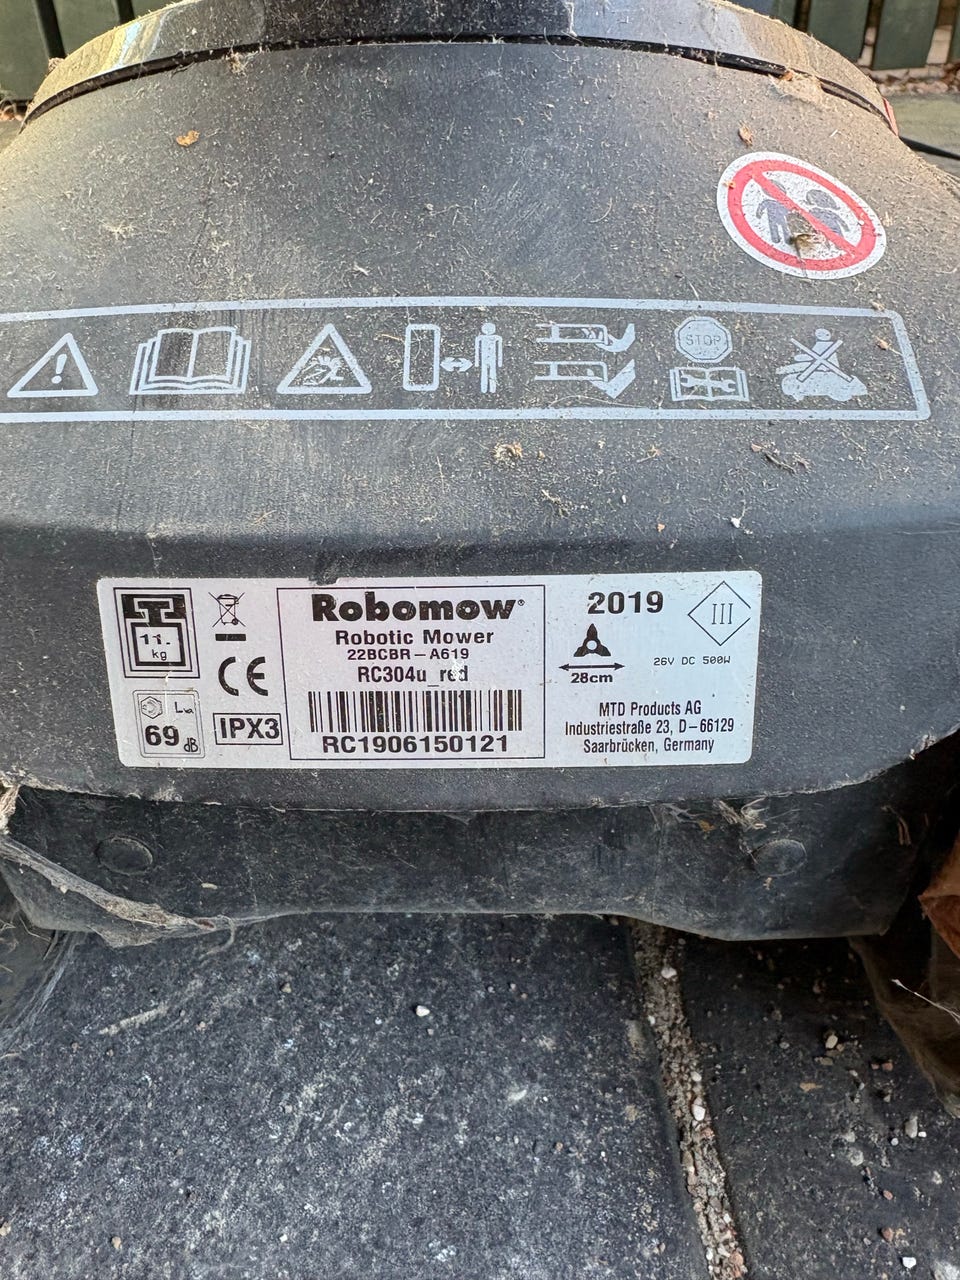 STOP
11.
kg
69 dB
CE
IPX3
Robomow®
Robotic Mower
22BCBR-A619
RC304u_red
RC1906150121
2019
III
28cm
26V DC 500W
MTD Products AG
Industriestraße 23, D-66129
Saarbrücken, Germany